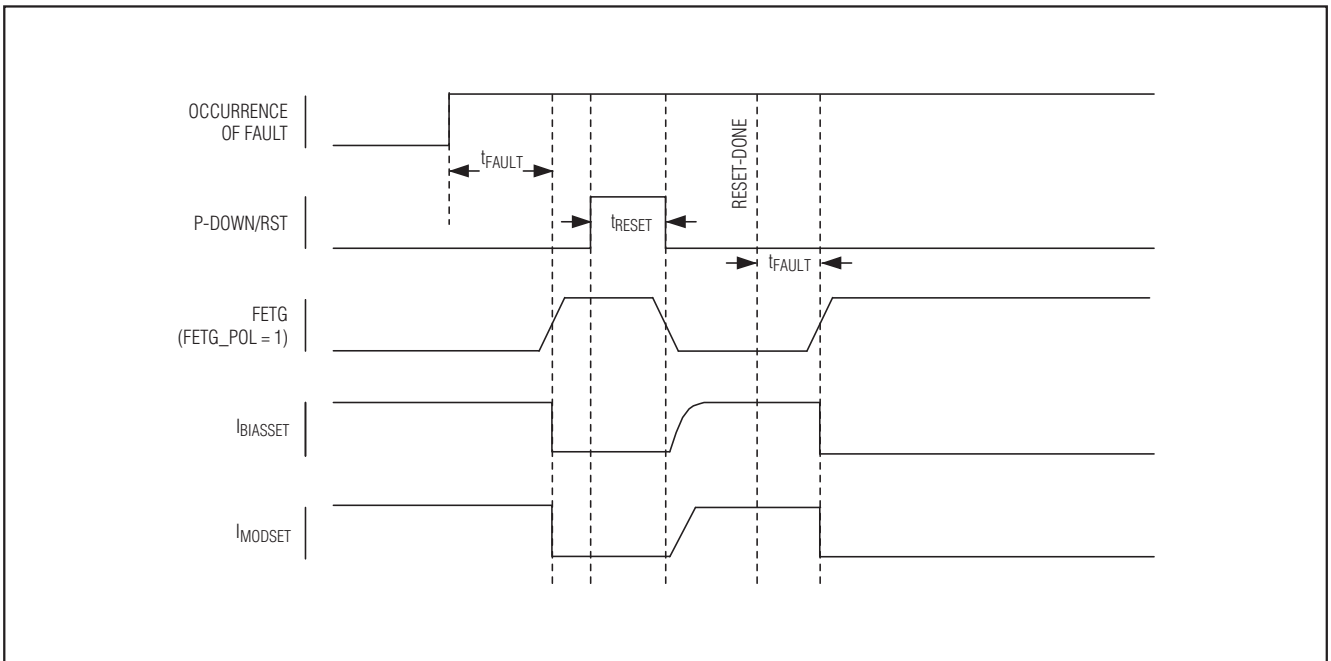 OCCURRENCE
OF FAULT
tFAULT
RESET-DONE
P-DOWN/RST
tRESET
tFAULT
FETG
(FETG_POL = 1)
IBIASSET
IMODSET